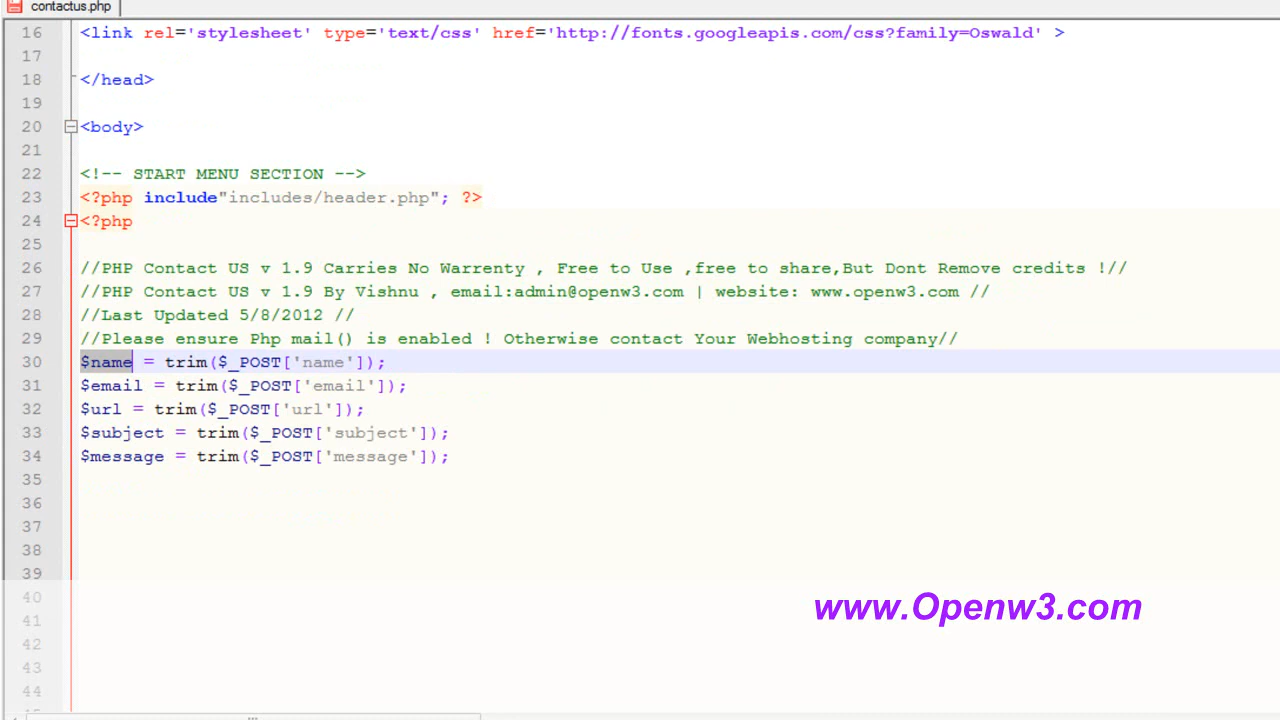 contactus.php
16 <link rel='stylesheet' type='text/css' href='http://fonts.googleapis.com/css?family=Oswald' >
17
18 </head>
19
20 <body>
21
22 <!-- START MENU SECTION -->
23 <?php include"includes/header.php"; ?>
24 <?php
25
26 //PHP Contact US v 1.9 Carries No Warrenty , Free to Use ,free to share,But Dont Remove credits !//
27 //PHP Contact US v 1.9 By Vishnu , email:admin@openw3.com | website: www.openw3.com //
28 //Last Updated 5/8/2012 //
29 //Please ensure Php mail() is enabled ! Otherwise contact Your Webhosting company//
30 $name = trim($_POST['name']);
31 $email = trim($_POST['email']);
32 $url = trim($_POST['url']);
33 $subject = trim($_POST['subject']);
34 $message = trim($_POST['message']);
35
36
37
38
39
40
www.Openw3.com
41
42
43
44